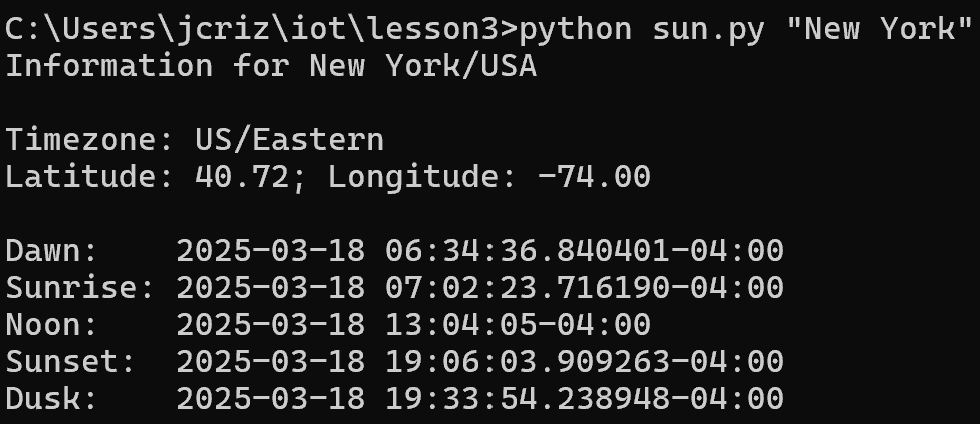 C:\Users\jcriz\iot\lesson3>python sun.py "New York"
Information for New York/USA
Timezone: US/Eastern
Latitude: 40.72; Longitude: -74.00
Dawn:    2025-03-18 06:34:36.840401-04:00
Sunrise: 2025-03-18 07:02:23.716190-04:00
Noon:    2025-03-18 13:04:05-04:00
Sunset:  2025-03-18 19:06:03.909263-04:00
Dusk:    2025-03-18 19:33:54.238948-04:00